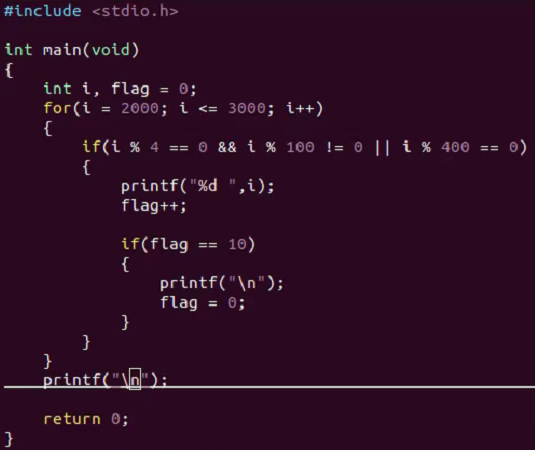 #include <stdio.h>
int main(void)
{
    int i, flag = 0;
    for(i = 2000; i <= 3000; i++)
    {
        if(i % 4 == 0 && i % 100 != 0 || i % 400 == 0)
        {
            printf("%d ",i);
            flag++;
            if(flag == 10)
            {
                printf("\n");
                flag = 0;
            }
        }
    }
    printf("\n");
    return 0;
}